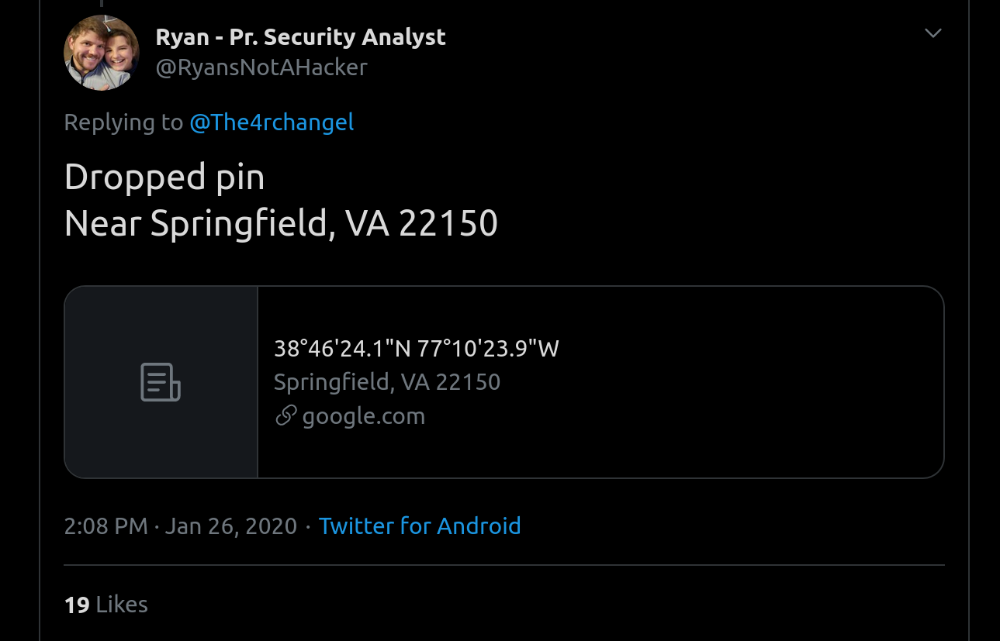 Ryan - Pr. Security Analyst
@RyansNotAHacker
Replying to @The4rchangel
Dropped pin
Near Springfield, VA 22150
38°46'24.1"N 77°10'23.9"W
Springfield, VA 22150
google.com
2:08 PM · Jan 26, 2020 · Twitter for Android
19 Likes